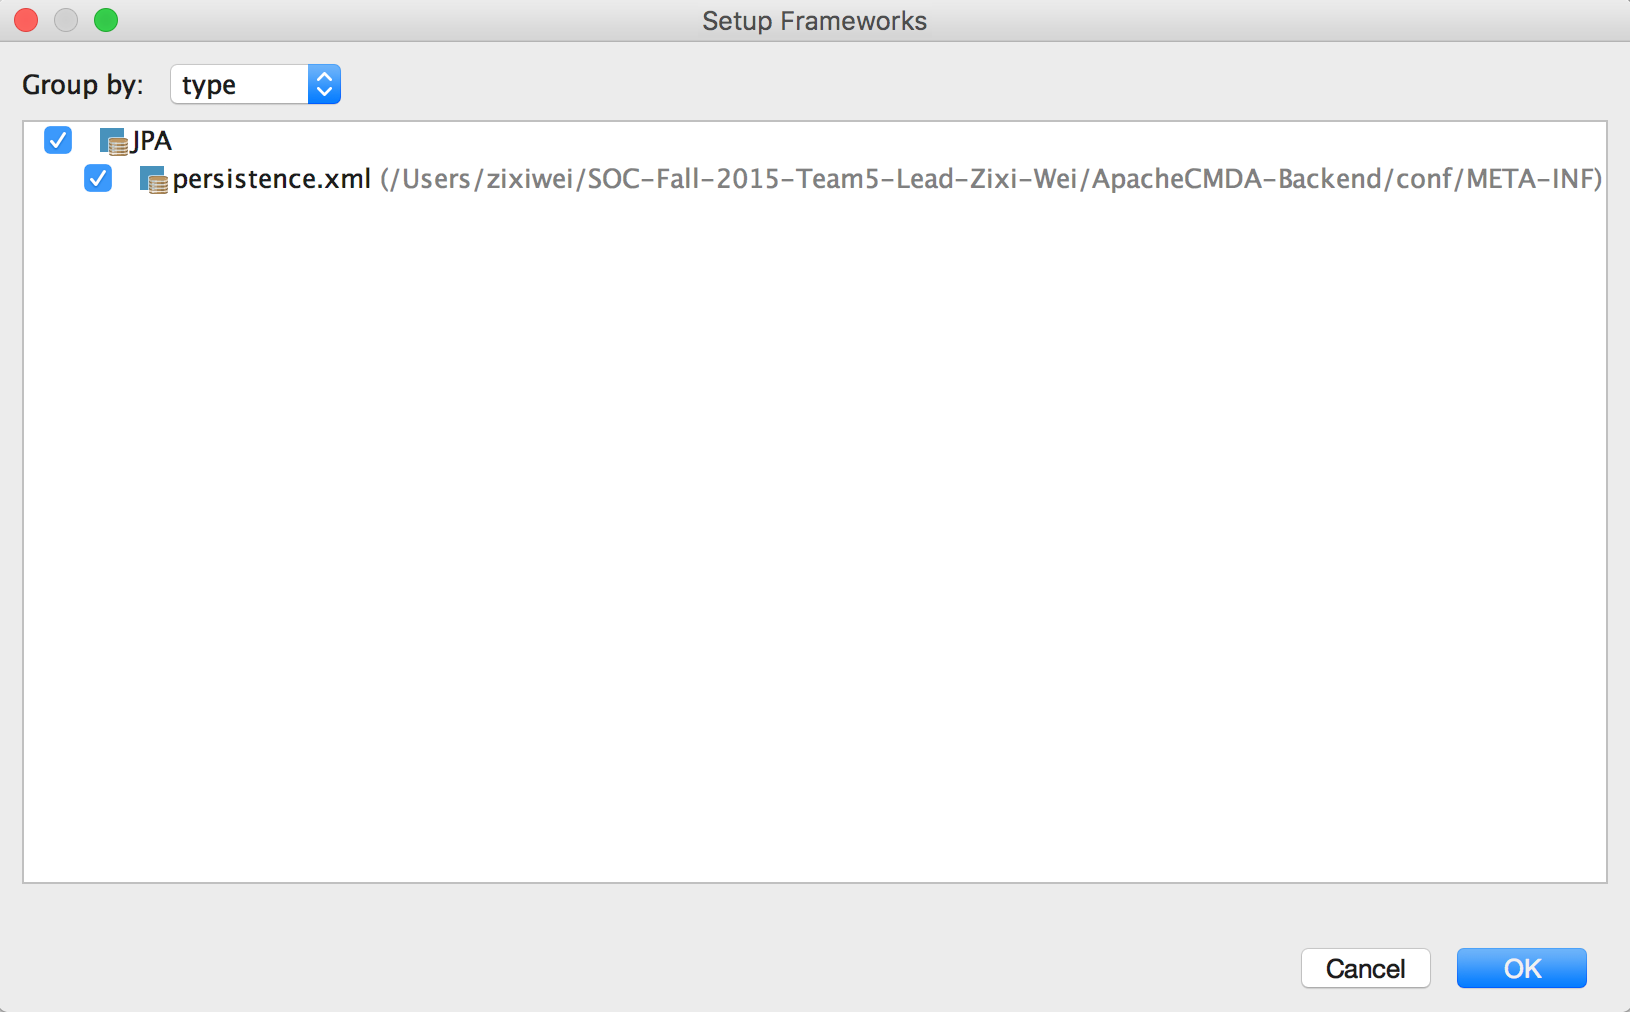 Setup Frameworks
Group by: type
JPA
persistence.xml (/Users/zixiwei/SOC-Fall-2015-Team5-Lead-Zixi-Wei/ApacheCMDA-Backend/conf/META-INF)
Cancel OK